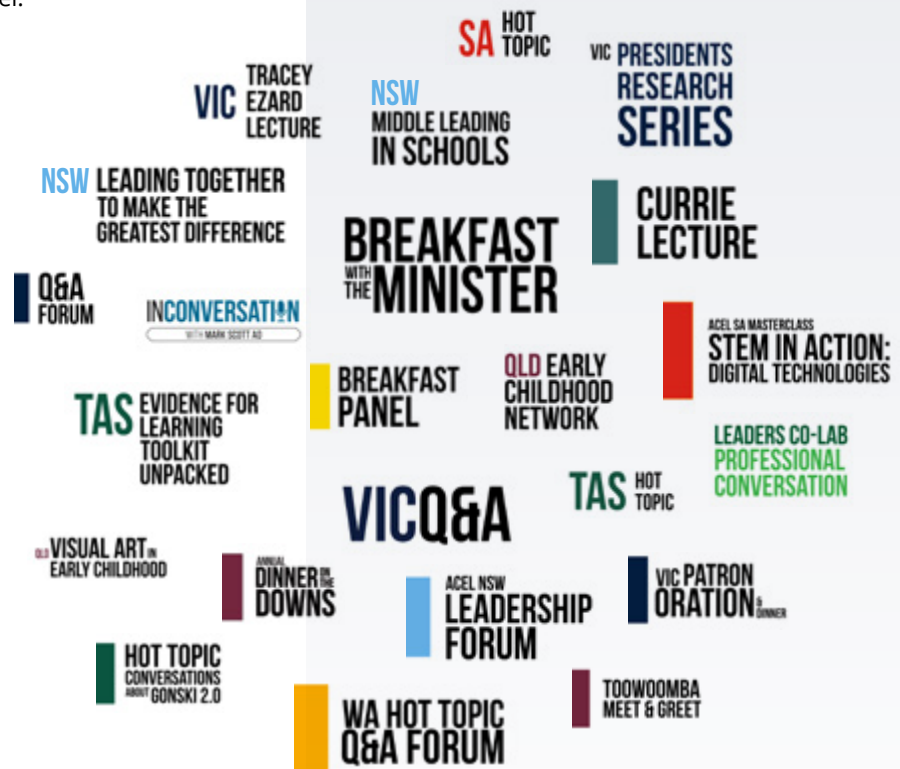 el.
SA HOT
TOPIC
VIC PRESIDENTS
RESEARCH
SERIES
VIC TRACEY
EZARD
LECTURE
NSW
MIDDLE LEADING
IN SCHOOLS
NSW LEADING TOGETHER
TO MAKE THE
GREATEST DIFFERENCE
CURRIE
LECTURE
BREAKFAST
WITH THE MINISTER
Q&A
FORUM
INCONVERSATION
WITH MARK SCOTT AO
ACEL SA MASTERCLASS
STEM IN ACTION:
DIGITAL TECHNOLOGIES
BREAKFAST
PANEL
QLD EARLY
CHILDHOOD
NETWORK
TAS EVIDENCE FOR
LEARNING
TOOLKIT
UNPACKED
LEADERS CO-LAB
PROFESSIONAL
CONVERSATION
TAS HOT
TOPIC
VICQ&A
QLD VISUAL ART IN
EARLY CHILDHOOD
ANNUAL
DINNER ON THE
DOWNS
ACEL NSW
LEADERSHIP
FORUM
VIC PATRON
ORATION & DINNER
HOT TOPIC
CONVERSATIONS
ABOUT GONSKI 2.0
TOOWOOMBA
MEET & GREET
WA HOT TOPIC
Q&A FORUM